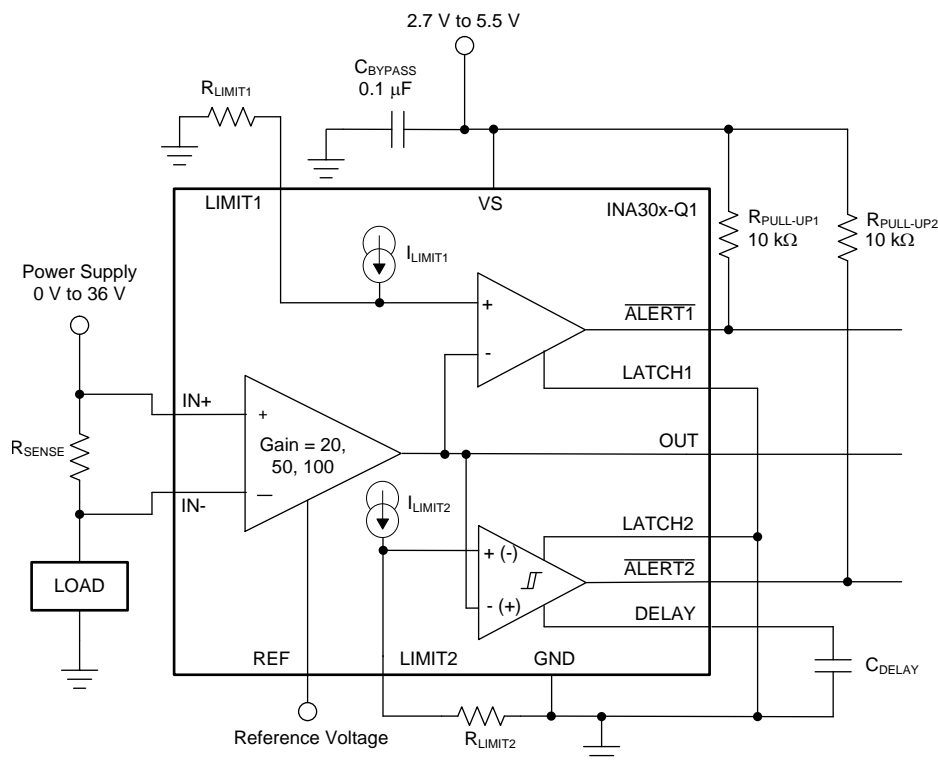 2.7 V to 5.5 V
CBYPASS
0.1 μF
RLIMIT1
LIMIT1
VS
INA30x-Q1
RPULL-UP1
10 kΩ
RPULL-UP2
10 kΩ
ILIMIT1
Power Supply
0 V to 36 V
+
-
ALERT1
LATCH1
IN+
+
RSENSE
Gain = 20,
50, 100
OUT
IN-
—
ILIMIT2
LATCH2
+ (-)
ALERT2
- (+)
LOAD
DELAY
REF
LIMIT2
GND
CDELAY
Reference Voltage
RLIMIT2